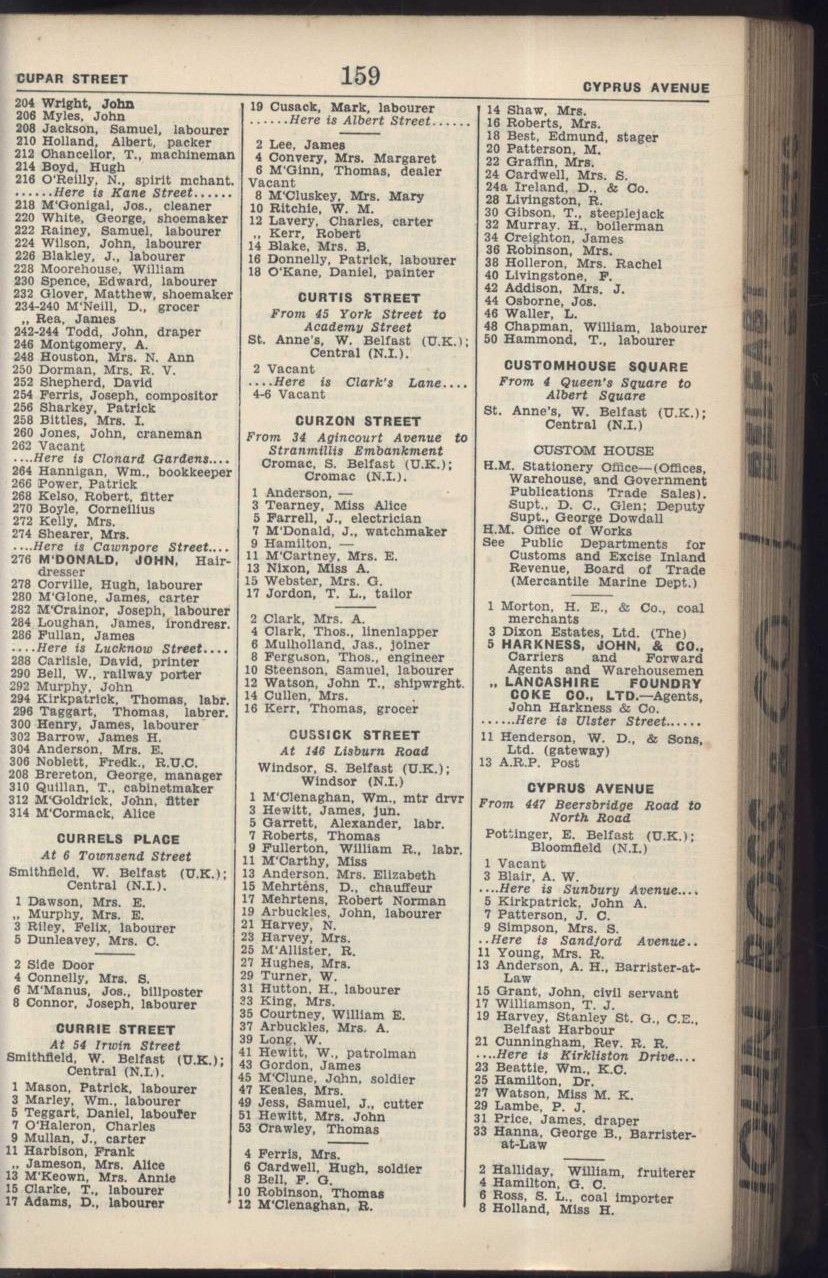 CUPAR STREET
159
CYPRUS AVENUE
204 Wright, John
206 Myles, John
208 Jackson, Samuel, labourer
210 Holland, Albert, packer
212 Chancellor, T., machineman
214 Boyd, Hugh
216 O'Reilly, N., spirit mchant.
......Here is Kane Street......
218 M'Gonigal, Jos., cleaner
220 White, George, shoemaker
222 Rainey, Samuel, labourer
224 Wilson, John, labourer
226 Blakley, J., labourer
228 Moorehouse, William
230 Spence, Edward, labourer
232 Glover, Matthew, shoemaker
234-240 M'Neill, D., grocer
„ Rea, James
242-244 Todd, John, draper
246 Montgomery, A.
248 Houston, Mrs. N. Ann
250 Dorman, Mrs. R. V.
252 Shepherd, David
254 Ferris, Joseph, compositor
256 Sharkey, Patrick
258 Bittles, Mrs. I.
260 Jones, John, craneman
262 Vacant
....Here is Clonard Gardens....
264 Hannigan, Wm., bookkeeper
266 Power, Patrick
268 Kelso, Robert, fitter
270 Boyle, Corneilius
272 Kelly, Mrs.
274 Shearer, Mrs.
....Here is Cawnpore Street....
276 M'DONALD, JOHN, Hair-
dresser
278 Corville, Hugh, labourer
280 M'Glone, James, carter
282 M'Crainor, Joseph, labourer
284 Loughan, James, irondresr.
286 Fullan, James
....Here is Lucknow Street....
288 Carlisle, David, printer
290 Bell, W., railway porter
292 Murphy, John
294 Kirkpatrick, Thomas, labr.
296 Taggart, Thomas, labrer.
300 Henry, James, labourer
302 Barrow, James H.
304 Anderson, Mrs. E.
306 Noblett, Fredk., R.U.C.
208 Brereton, George, manager
310 Quillan, T., cabinetmaker
312 M'Goldrick, John, fitter
314 M'Cormack, Alice
CURRELS PLACE
At 6 Townsend Street
Smithfield, W. Belfast (U.K.);
Central (N.I.).
1 Dawson, Mrs. E.
„ Murphy, Mrs. E.
3 Riley, Felix, labourer
5 Dunleavey, Mrs. C.
2 Side Door
4 Connelly, Mrs. S.
6 M'Manus, Jos., billposter
8 Connor, Joseph, labourer
CURRIE STREET
At 54 Irwin Street
Smithfield, W. Belfast (U.K.);
Central (N.I.).
1 Mason, Patrick, labourer
3 Marley, Wm., labourer
5 Teggart, Daniel, labourer
7 O'Haleron, Charles
9 Mullan, J., carter
11 Harbison, Frank
„ Jameson, Mrs. Alice
13 M'Keown, Mrs. Annie
15 Clarke, T., labourer
17 Adams, D., labourer
19 Cusack, Mark, labourer
......Here is Albert Street......
2 Lee, James
4 Convery, Mrs. Margaret
6 M'Ginn, Thomas, dealer
Vacant
8 M'Cluskey, Mrs. Mary
10 Ritchie, W. M.
12 Lavery, Charles, carter
„ Kerr, Robert
14 Blake, Mrs. B.
16 Donnelly, Patrick, labourer
18 O'Kane, Daniel, painter
CURTIS STREET
From 45 York Street to
Academy Street
St. Anne's, W. Belfast (U.K.);
Central (N.I.).
2 Vacant
....Here is Clark's Lane....
4-6 Vacant
CURZON STREET
From 34 Agincourt Avenue to
Stranmillis Embankment
Cromac, S. Belfast (U.K.);
Cromac (N.I.).
1 Anderson, —
3 Tearney, Miss Alice
5 Farrell, J., electrician
7 M'Donald, J., watchmaker
9 Hamilton, —
11 M'Cartney, Mrs. E.
13 Nixon, Miss A.
15 Webster, Mrs. G.
17 Jordon, T. L., tailor
2 Clark, Mrs. A.
4 Clark, Thos., linenlapper
6 Mulholland, Jas., joiner
8 Ferguson, Thos., engineer
10 Steenson, Samuel, labourer
12 Watson, John T., shipwrght.
14 Cullen, Mrs.
16 Kerr, Thomas, grocer
CUSSICK STREET
At 146 Lisburn Road
Windsor, S. Belfast (U.K.);
Windsor (N.I.)
1 M'Clenaghan, Wm., mtr drvr
3 Hewitt, James, jun.
5 Garrett, Alexander, labr.
7 Roberts, Thomas
9 Fullerton, William R., labr.
11 M'Carthy, Miss
13 Anderson, Mrs. Elizabeth
15 Mehrtens, D., chauffeur
17 Mehrtens, Robert Norman
19 Arbuckles, John, labourer
21 Harvey, N.
23 Harvey, Mrs.
25 M'Allister, R.
27 Hughes, Mrs.
29 Turner, W.
31 Hutton, H., labourer
33 King, Mrs.
35 Courtney, William E.
37 Arbuckles, Mrs. A.
39 Long, W.
41 Hewitt, W., patrolman
43 Gordon, James
45 M'Clune, John, soldier
47 Keales, Mrs.
49 Jess, Samuel, J., cutter
51 Hewitt, Mrs. John
53 Crawley, Thomas
4 Ferris, Mrs.
6 Cardwell, Hugh, soldier
8 Bell, F. G.
10 Robinson, Thomas
12 M'Clenaghan, R.
14 Shaw, Mrs.
16 Roberts, Mrs.
18 Best, Edmund, stager
20 Patterson, M.
22 Graffin, Mrs.
24 Cardwell, Mrs. S.
24a Ireland, D., & Co.
28 Livingston, R.
30 Gibson, T., steeplejack
32 Murray. H., boilerman
34 Creighton, James
36 Robinson, Mrs.
38 Holleron, Mrs. Rachel
40 Livingstone, F.
42 Addison, Mrs. J.
44 Osborne, Jos.
46 Waller, L.
48 Chapman, William, labourer
50 Hammond, T., labourer
CUSTOMHOUSE SQUARE
From 4 Queen's Square to
Albert Square
St. Anne's, W. Belfast (U.K.);
Central (N.I.)
CUSTOM HOUSE
H.M. Stationery Office—(Offices,
Warehouse, and Government
Publications Trade Sales).
Supt., D. C., Glen; Deputy
Supt., George Dowdall
H.M. Office of Works
See Public Departments for
Customs and Excise Inland
Revenue, Board of Trade
(Mercantile Marine Dept.)
1 Morton, H. E., & Co., coal
merchants
3 Dixon Estates, Ltd. (The)
5 HARKNESS, JOHN, & CO.,
Carriers and Forward
Agents and Warehousemen
„ LANCASHIRE FOUNDRY
COKE CO., LTD.—Agents,
John Harkness & Co.
......Here is Ulster Street......
11 Henderson, W. D., & Sons,
Ltd. (gateway)
13 A.R.P. Post
CYPRUS AVENUE
From 447 Beersbridge Road to
North Road
Pottinger, E. Belfast (U.K.);
Bloomfield (N.I.)
1 Vacant
3 Blair, A. W.
....Here is Sunbury Avenue....
5 Kirkpatrick, John A.
7 Patterson, J. C.
9 Simpson, Mrs. S.
..Here is Sandford Avenue..
11 Young, Mrs. R.
13 Anderson, A. H., Barrister-at-
Law
15 Grant, John, civil servant
17 Williamson, T. J.
19 Harvey, Stanley St. G., C.E.,
Belfast Harbour
21 Cunningham, Rev. R. R.
....Here is Kirkliston Drive....
23 Beattie, Wm., K.C.
25 Hamilton, Dr.
27 Watson, Miss M. K.
29 Lambe, P. J.
31 Price, James, draper
33 Hanna, George B., Barrister-
at-Law
2 Halliday, William, fruiterer
4 Hamilton, G. C.
6 Ross, S. L., coal importer
8 Holland, Miss H.
JOHN ROSS & CO / BELFAST